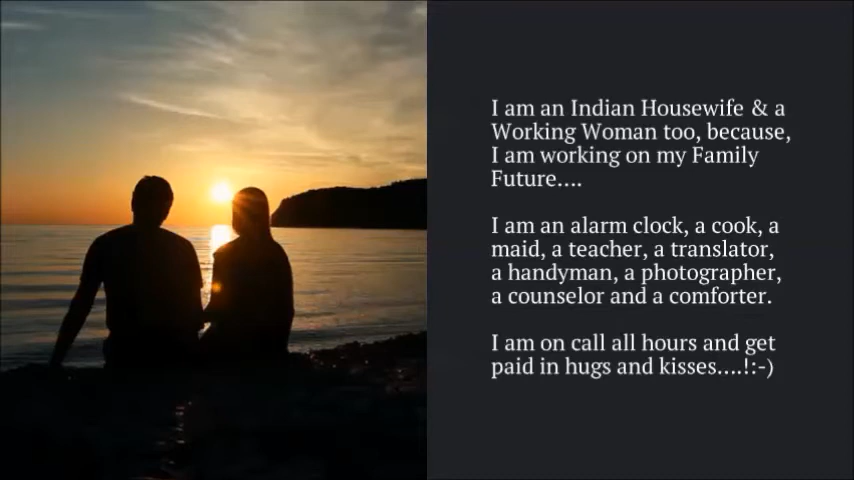 I am an Indian Housewife & a
Working Woman too, because,
I am working on my Family
Future....
I am an alarm clock, a cook, a
maid, a teacher, a translator,
a handyman, a photographer,
a counselor and a comforter.
I am on call all hours and get
paid in hugs and kisses....!:-)